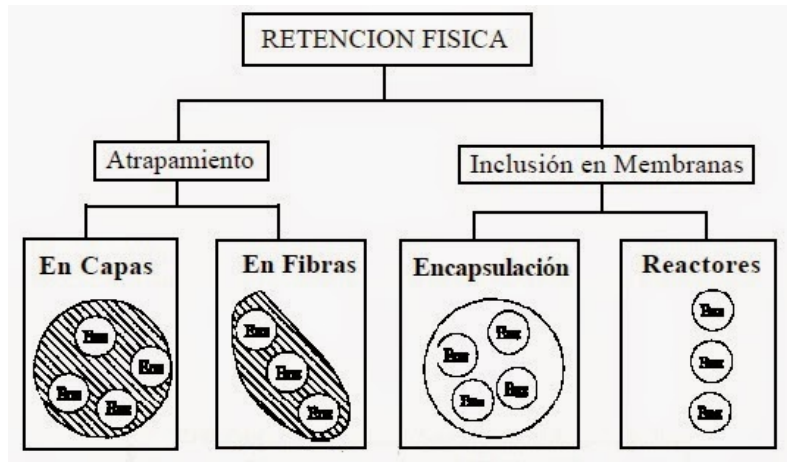 RETENCION FISICA
Atrapamiento
Inclusión en Membranas
En Capas
En Fibras
Encapsulación
Reactores